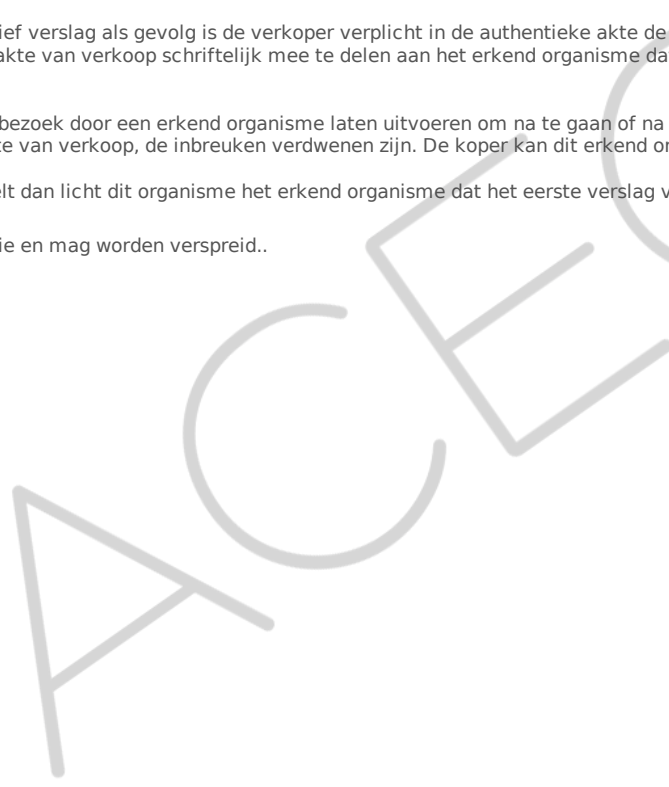 ief verslag als gevolg is de verkoper verplicht in de authentieke akte de
akte van verkoop schriftelijk mee te delen aan het erkend organisme da
bezoek door een erkend organisme laten uitvoeren om na te gaan of na
te van verkoop, de inbreuken verdwenen zijn. De koper kan dit erkend or
elt dan licht dit organisme het erkend organisme dat het eerste verslag v
ie en mag worden verspreid..
ACEG